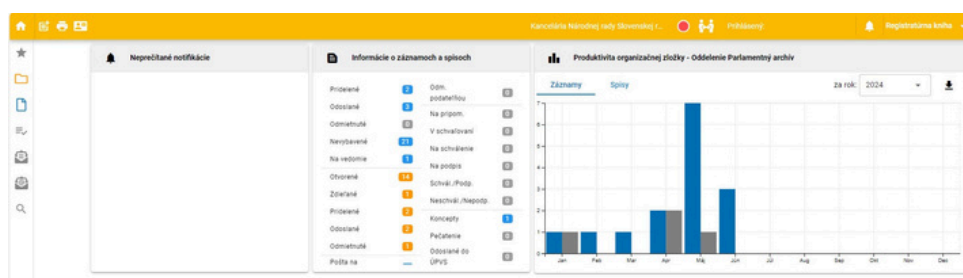 Kancelária Národnej rady Slovenskej r... Prihlásený: Registratúrna kniha
Neprečítané notifikácie
Informácie o záznamoch a spisoch
Pridelené 2
Odoslané 3
Odmietnuté 0
Nevybavené 21
Na vedomie 1
Otvorené 14
Zdieľané 1
Pridelené 2
Odoslané 2
Odmietnuté 1
Pošta na
Odm.
podateľňou 0
Na pripom. 0
V schvaľovaní 0
Na schválenie 0
Na podpis 0
Schvál./Podp. 0
Neschvál./Nepodp. 0
Koncepty 1
Pečatenie 0
Odoslané do
ÚPVS 0
Produktivita organizačnej zložky - Oddelenie Parlamentný archív
Záznamy Spisy za rok: 2024
7
6
5
4
3
2
1
0
Jan Feb Mar Apr Máj Jún Júl Aug Sep Okt Nov Dec